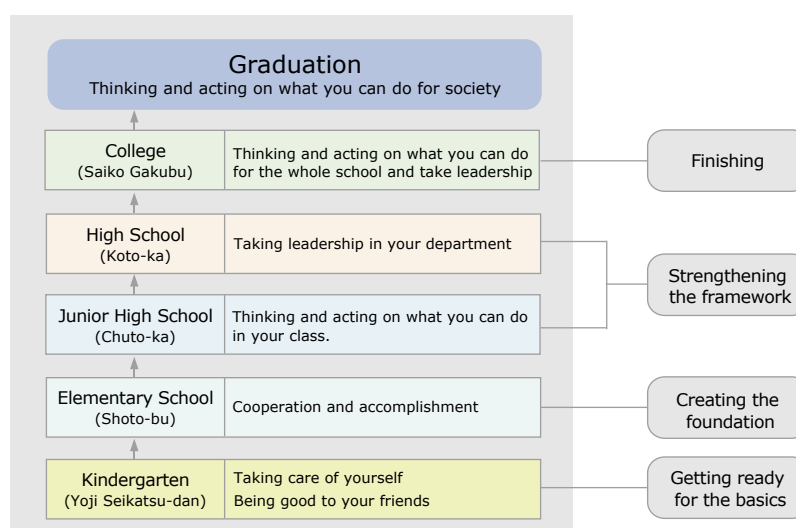 Graduation
Thinking and acting on what you can do for society
College
(Saiko Gakubu)
Thinking and acting on what you can do
for the whole school and take leadership
Finishing
High School
(Koto-ka)
Taking leadership in your department
Strengthening
the framework
Junior High School
(Chuto-ka)
Thinking and acting on what you can do
in your class.
Elementary School
(Shoto-bu)
Cooperation and accomplishment
Creating the
foundation
Kindergarten
(Yoji Seikatsu-dan)
Taking care of yourself
Being good to your friends
Getting ready
for the basics